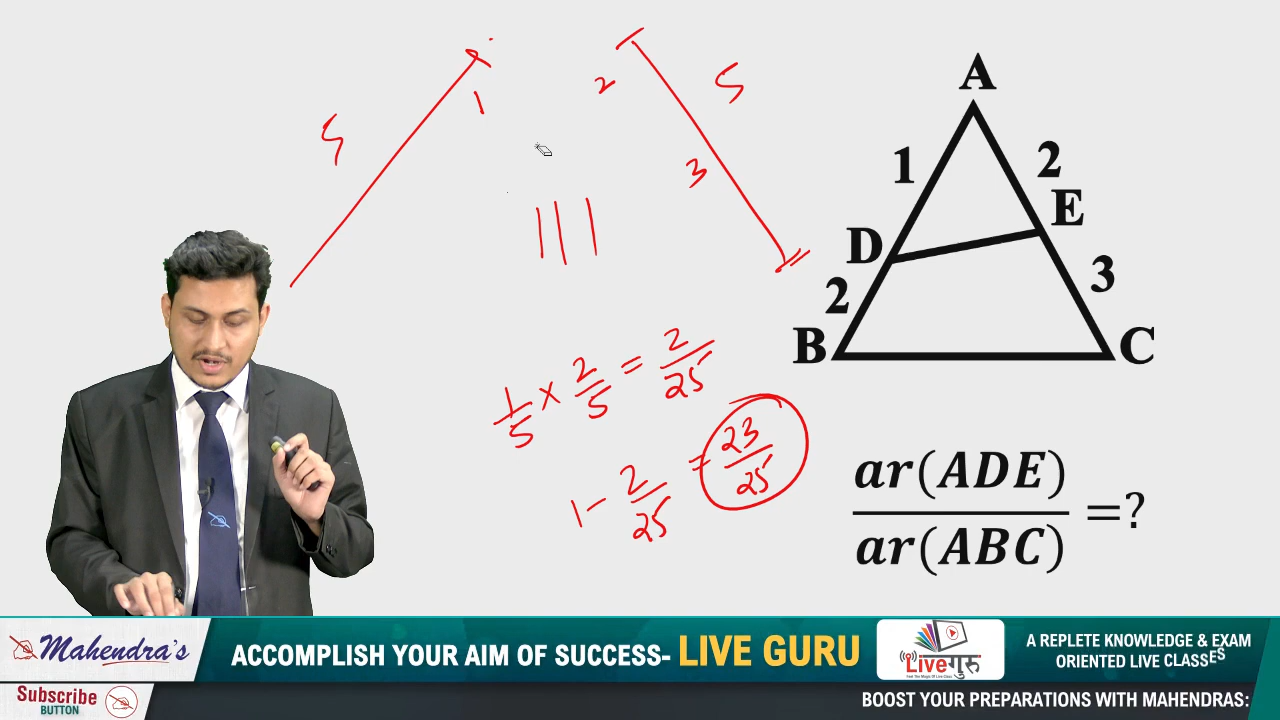 5
1
2
5
3
1/5 × 2/5 = 2/25
1 - 2/25 = 23/25
A
1
2
E
D
2
3
B
C
ar(ADE)
ar(ABC)
=?
Mahendra's
ACCOMPLISH YOUR AIM OF SUCCESS- LIVE GURU
Liveगुरु
A REPLETE KNOWLEDGE & EXAM
ORIENTED LIVE CLASSES
Subscribe
BUTTON
BOOST YOUR PREPARATIONS WITH MAHENDRAS: